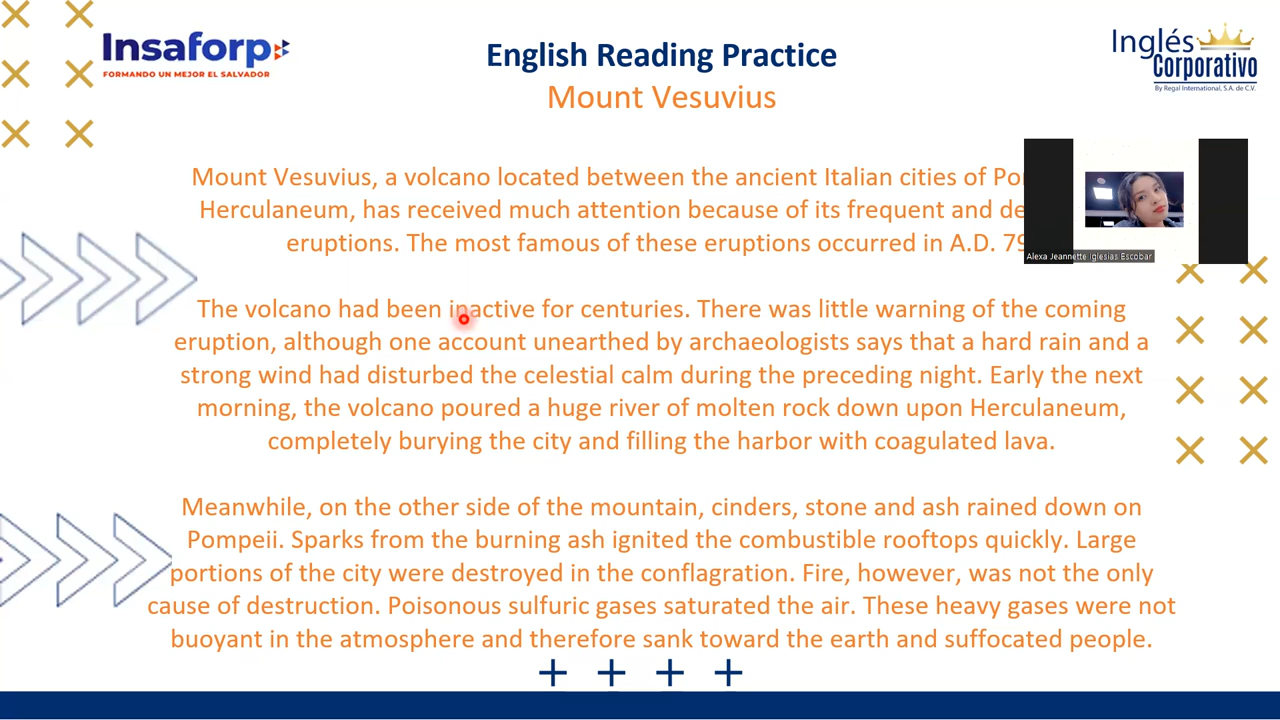 Insaforp
FORMANDO UN MEJOR EL SALVADOR
English Reading Practice
Mount Vesuvius
Inglés
Corporativo
By Regal International, S.A. de C.V.
Mount Vesuvius, a volcano located between the ancient Italian cities of
Herculaneum, has received much attention because of its frequent and
eruptions. The most famous of these eruptions occurred in A.D. 79
Alexa Jeannette Iglesias Escobar
The volcano had been inactive for centuries. There was little warning of the coming
eruption, although one account unearthed by archaeologists says that a hard rain and a
strong wind had disturbed the celestial calm during the preceding night. Early the next
morning, the volcano poured a huge river of molten rock down upon Herculaneum,
completely burying the city and filling the harbor with coagulated lava.
Meanwhile, on the other side of the mountain, cinders, stone and ash rained down on
Pompeii. Sparks from the burning ash ignited the combustible rooftops quickly. Large
portions of the city were destroyed in the conflagration. Fire, however, was not the only
cause of destruction. Poisonous sulfuric gases saturated the air. These heavy gases were not
buoyant in the atmosphere and therefore sank toward the earth and suffocated people.